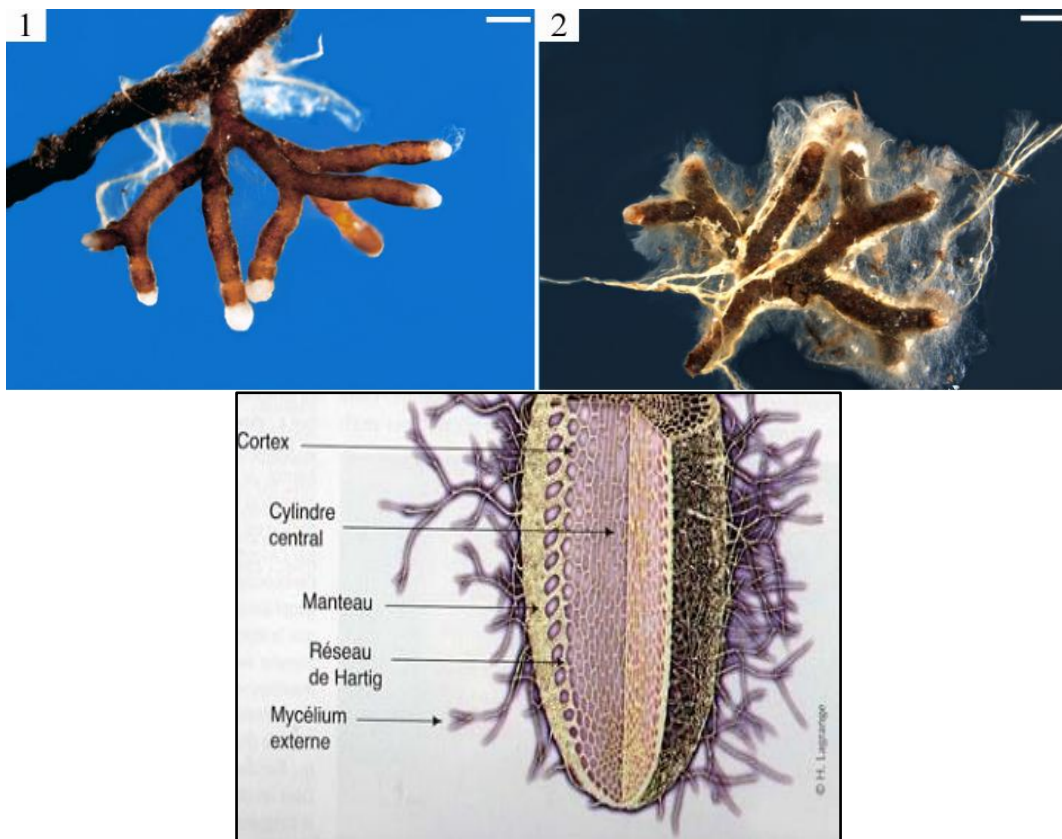 1
2
Cortex
Cylindre
central
Manteau
Réseau
de Hartig
Mycélium
externe
© H. Lagrange